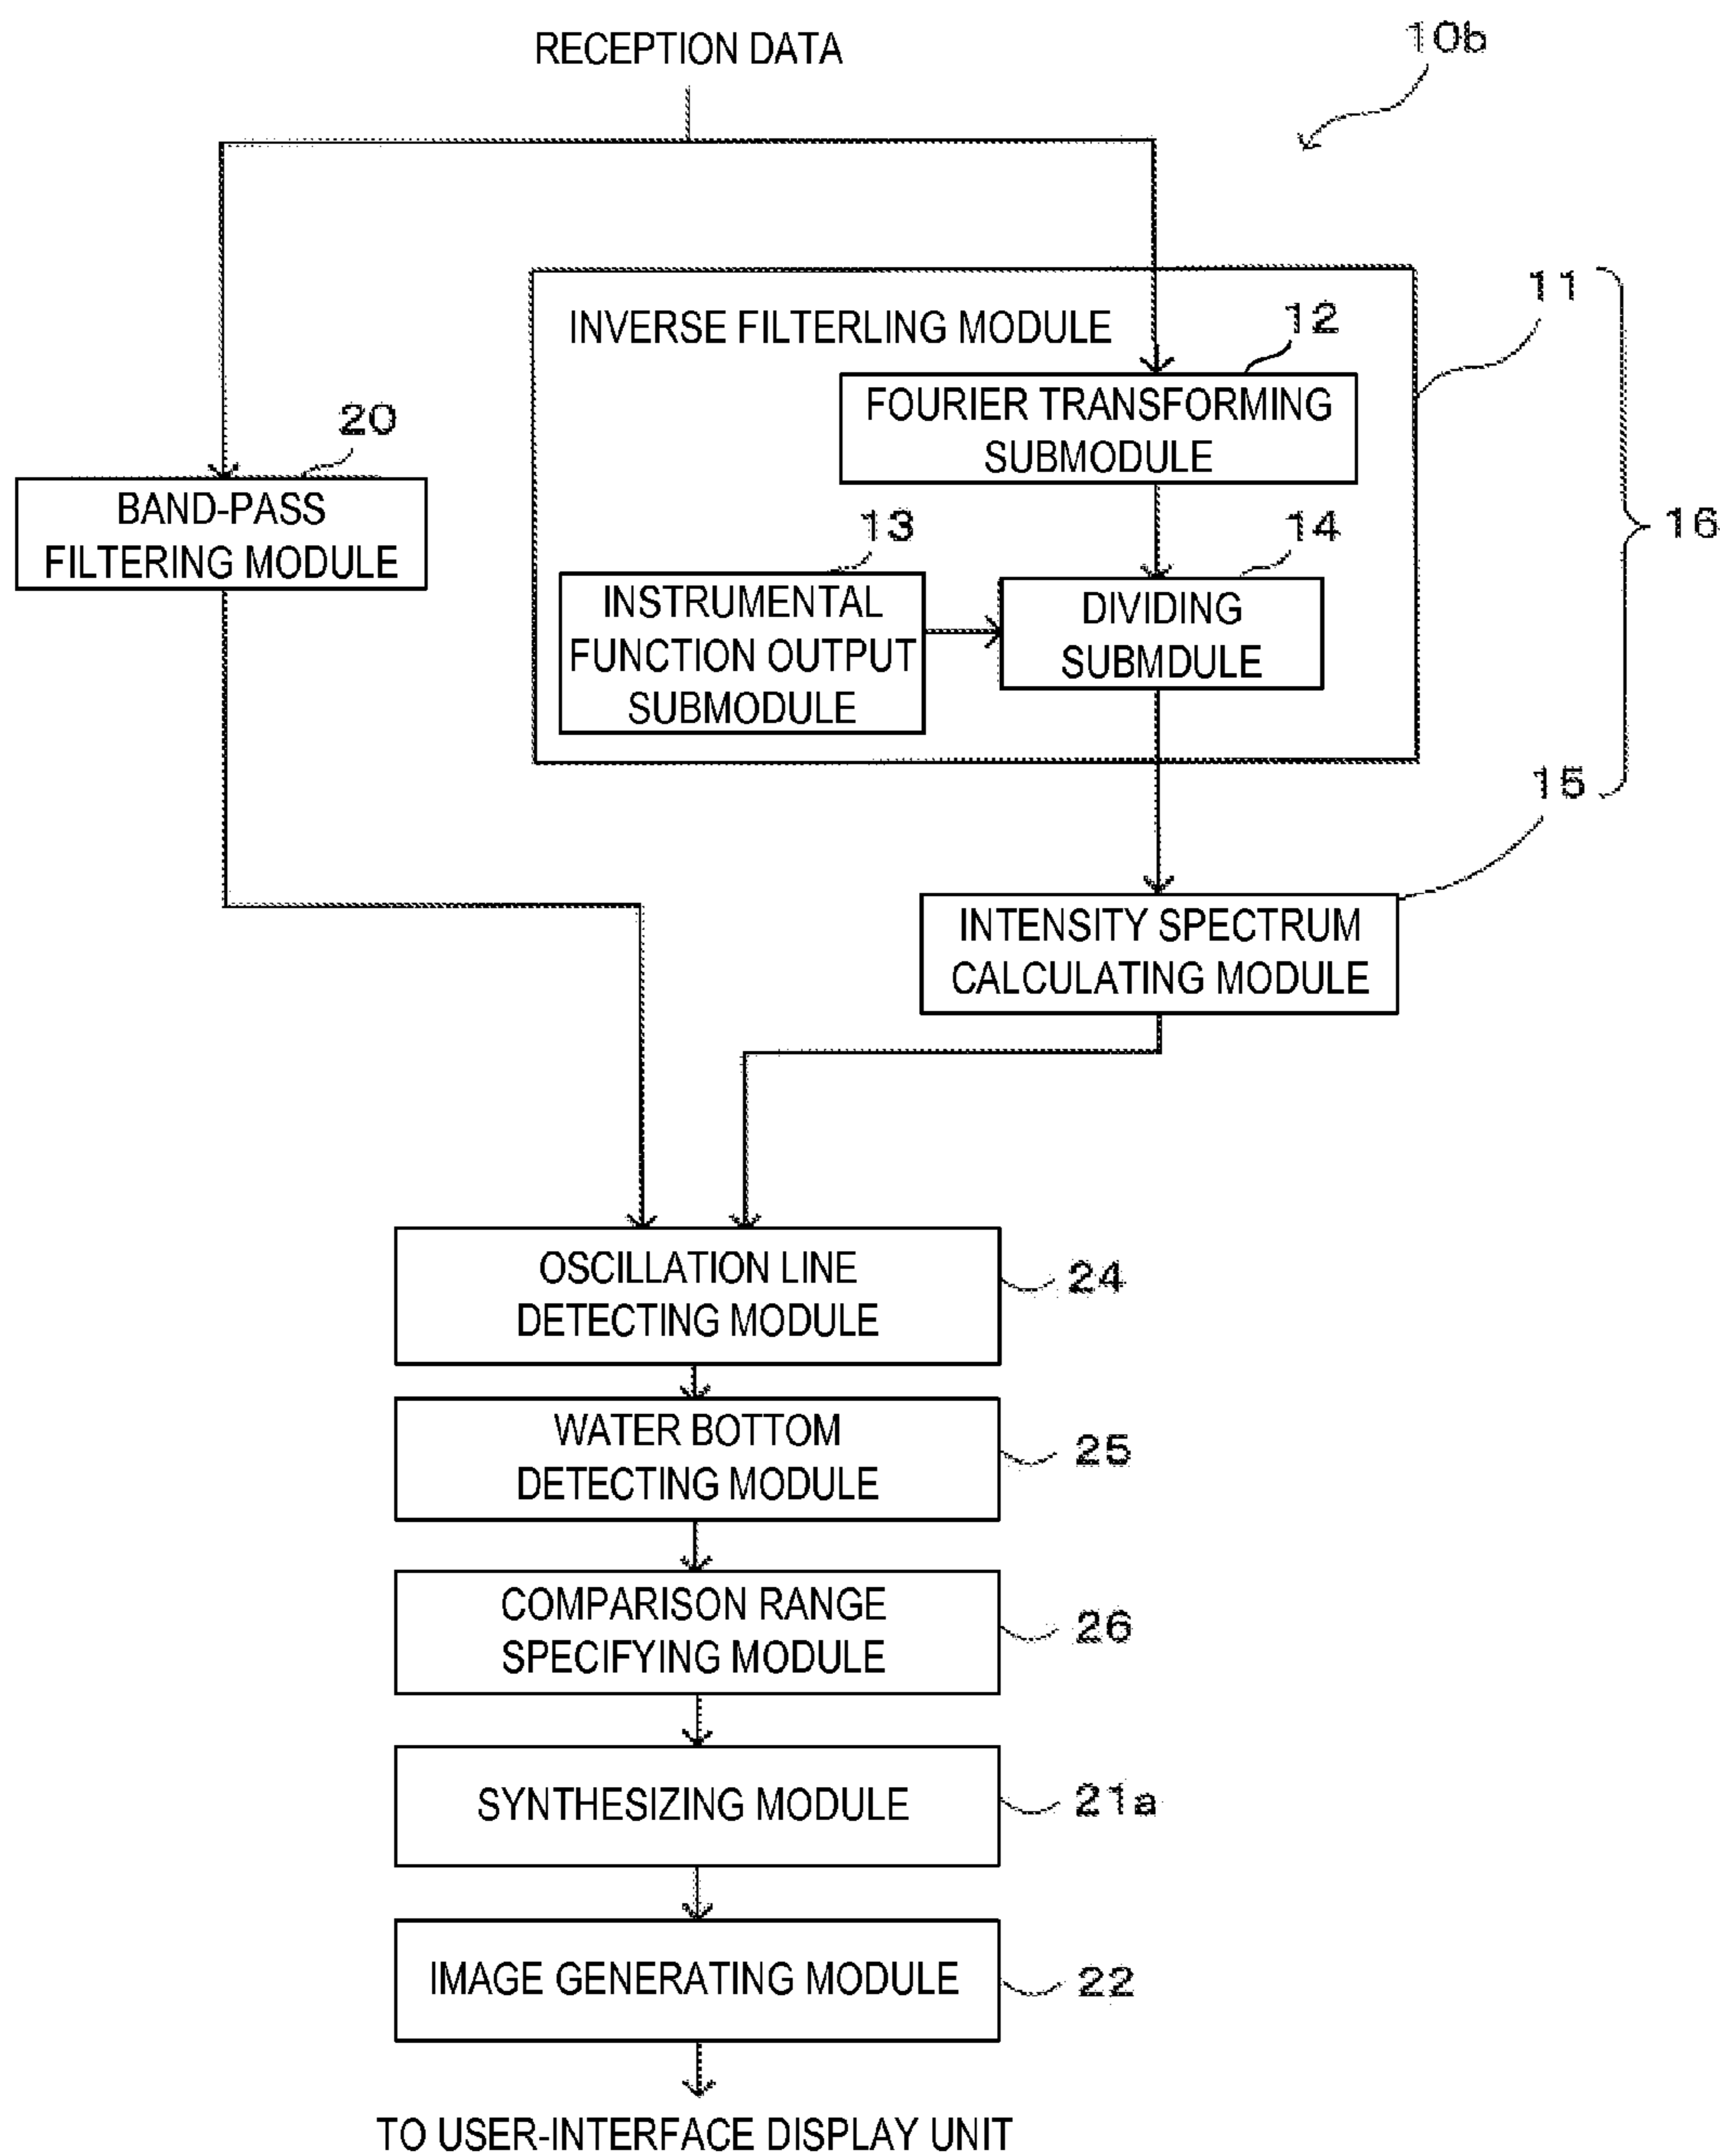 RECEPTION DATA
10b
11
INVERSE FILTERLING MODULE
12
FOURIER TRANSFORMING
SUBMODULE
20
BAND-PASS
FILTERING MODULE
16
13
14
INSTRUMENTAL
FUNCTION OUTPUT
SUBMODULE
DIVIDING
SUBMDULE
15
INTENSITY SPECTRUM
CALCULATING MODULE
OSCILLATION LINE
DETECTING MODULE
24
WATER BOTTOM
DETECTING MODULE
25
COMPARISON RANGE
SPECIFYING MODULE
26
SYNTHESIZING MODULE
21a
IMAGE GENERATING MODULE
22
TO USER-INTERFACE DISPLAY UNIT